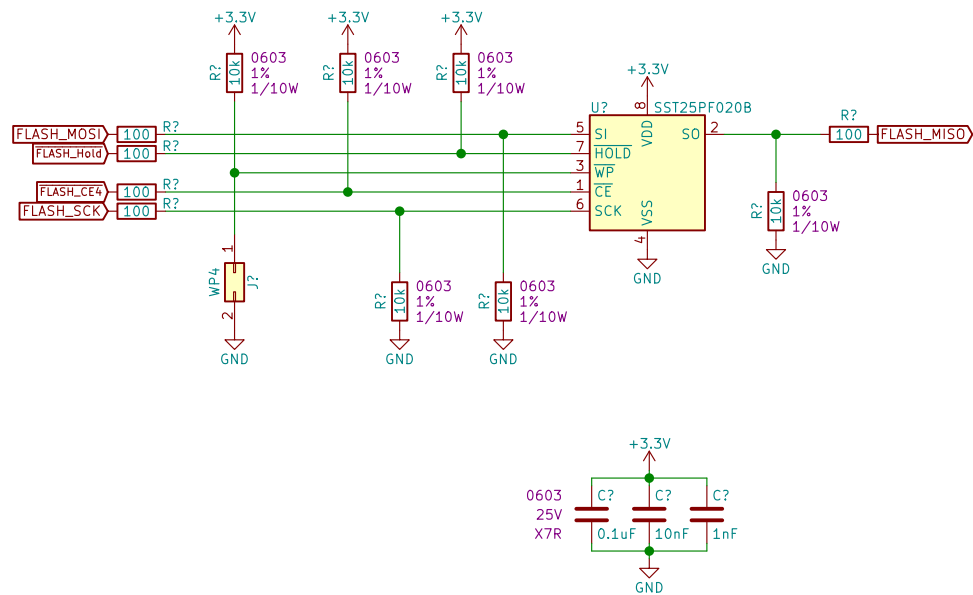 +3.3V
+3.3V
+3.3V
R?
10k
0603
1%
1/10W
R?
10k
0603
1%
1/10W
R?
10k
0603
1%
1/10W
+3.3V
U?
8
SST25PF020B
VDD
FLASH_MOSI
100
R?
5
SI
SO
2
R?
100
FLASH_MISO
FLASH_Hold
100
R?
7
HOLD
3
WP
FLASH_CE4
100
R?
1
CE
FLASH_SCK
100
R?
6
SCK
VSS
4
GND
R?
10k
0603
1%
1/10W
GND
1
WP4
J?
2
GND
R?
10k
0603
1%
1/10W
GND
R?
10k
0603
1%
1/10W
GND
+3.3V
0603
25V
X7R
C?
0.1uF
C?
10nF
C?
1nF
GND